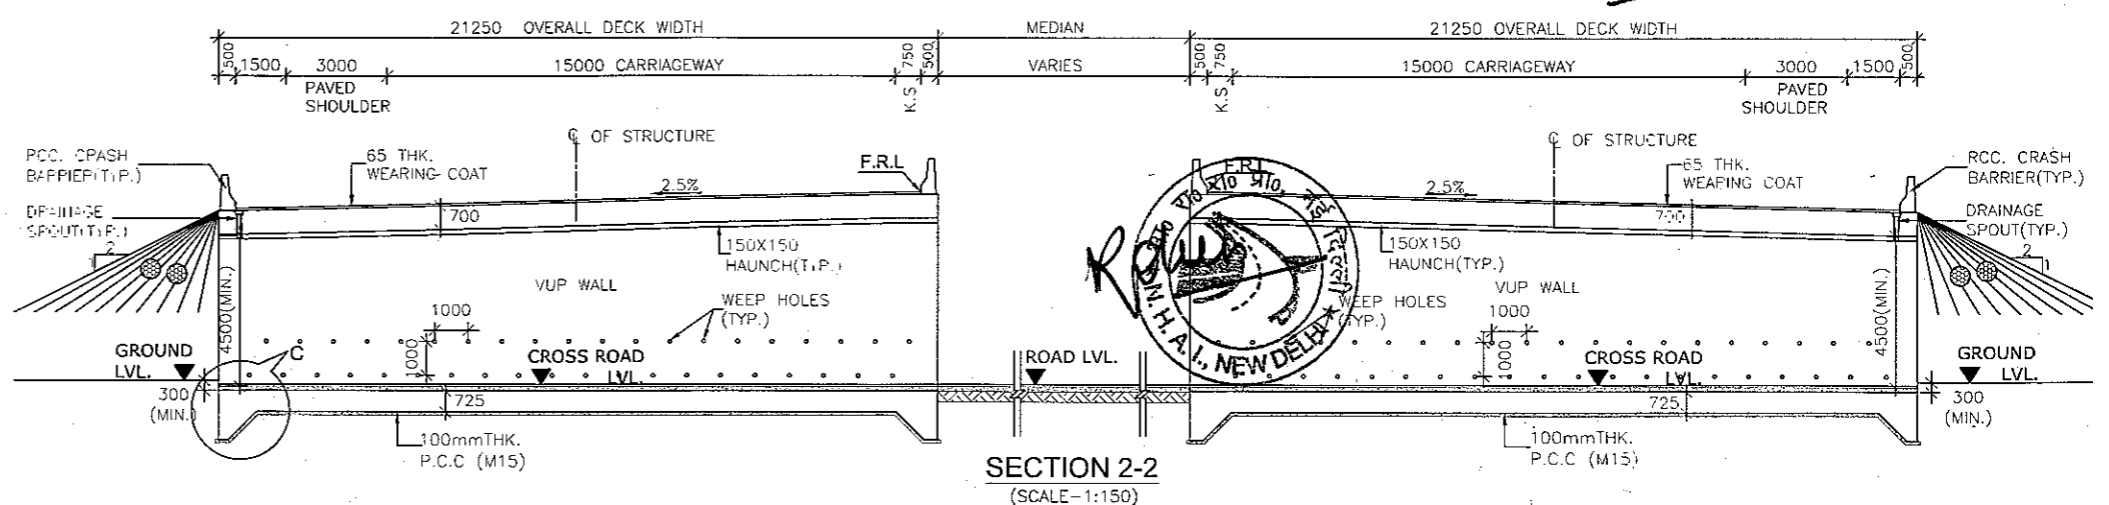 21250 OVERALL DECK WIDTH
MEDIAN
21250 OVERALL DECK WIDTH
500
1500
3000
15000 CARRIAGEWAY
750
500
VARIES
500
750
15000 CARRIAGEWAY
3000
1500
500
PAVED
SHOULDER
K.S.
K.S.
PAVED
SHOULDER
℄ OF STRUCTURE
℄ OF STRUCTURE
RCC. CRASH
BARRIER(TYP.)
65 THK.
WEARING COAT
F.R.L
F.R.L
65 THK.
WEARING COAT
RCC. CRASH
BARRIER(TYP.)
2.5%
2.5%
DRAINAGE
SPOUT(TYP.)
700
700
DRAINAGE
SPOUT(TYP.)
2
1
150X150
HAUNCH(TYP.)
150X150
HAUNCH(TYP.)
2
1
VUP WALL
VUP WALL
WEEP HOLES
(TYP.)
WEEP HOLES
(TYP.)
1000
1000
4500(MIN.)
1000
1000
4500(MIN.)
N. H. A. I., NEW DELHI
GROUND
LVL.
C
CROSS ROAD
LVL.
ROAD LVL.
CROSS ROAD
LVL.
GROUND
LVL.
300
(MIN.)
725
725
300
(MIN.)
100mmTHK.
P.C.C (M15)
100mmTHK.
P.C.C (M15)
SECTION 2-2
(SCALE-1:150)